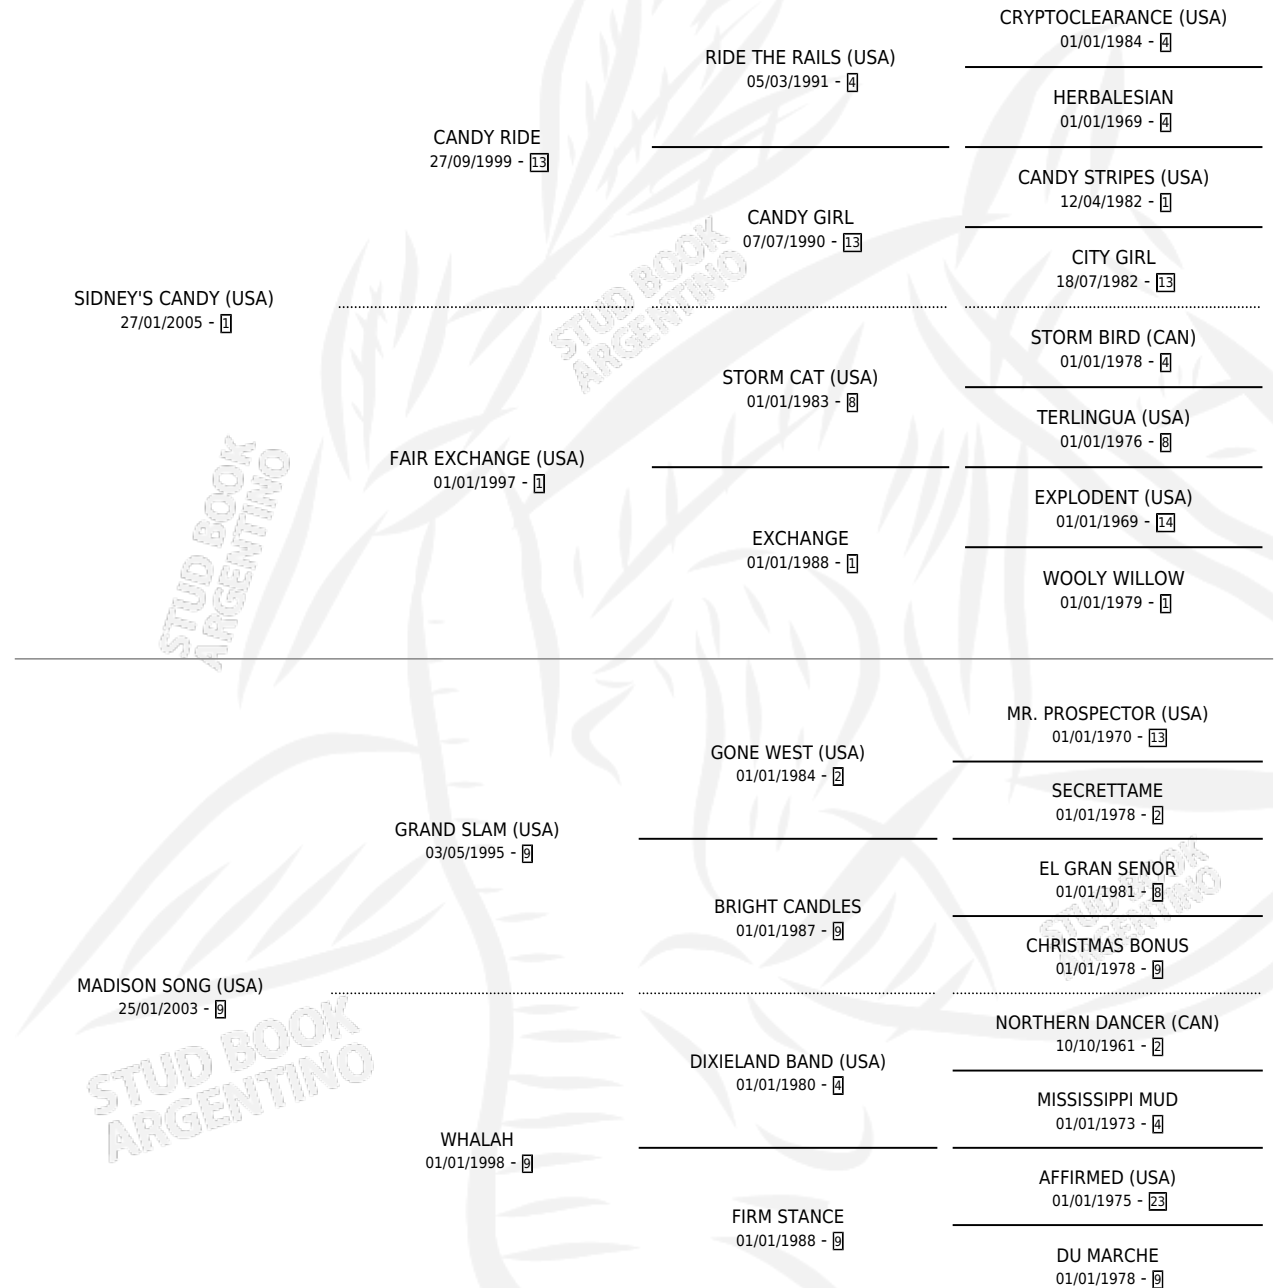 CRYPTOCLEARANCE (USA)
01/01/1984 - 4
RIDE THE RAILS (USA)
05/03/1991 - 4
HERBALESIAN
01/01/1969 - 4
CANDY RIDE
27/09/1999 - 13
CANDY STRIPES (USA)
12/04/1982 - 1
CANDY GIRL
07/07/1990 - 13
CITY GIRL
18/07/1982 - 13
SIDNEY'S CANDY (USA)
27/01/2005 - 1
STORM BIRD (CAN)
01/01/1978 - 4
STORM CAT (USA)
01/01/1983 - 8
TERLINGUA (USA)
01/01/1976 - 8
FAIR EXCHANGE (USA)
01/01/1997 - 1
EXPLODENT (USA)
01/01/1969 - 14
EXCHANGE
01/01/1988 - 1
WOOLY WILLOW
01/01/1979 - 1
MR. PROSPECTOR (USA)
01/01/1970 - 13
GONE WEST (USA)
01/01/1984 - 2
SECRETTAME
01/01/1978 - 2
GRAND SLAM (USA)
03/05/1995 - 9
EL GRAN SENOR
01/01/1981 - 8
BRIGHT CANDLES
01/01/1987 - 9
CHRISTMAS BONUS
01/01/1978 - 9
MADISON SONG (USA)
25/01/2003 - 9
NORTHERN DANCER (CAN)
10/10/1961 - 2
DIXIELAND BAND (USA)
01/01/1980 - 4
MISSISSIPPI MUD
01/01/1973 - 4
WHALAH
01/01/1998 - 9
AFFIRMED (USA)
01/01/1975 - 23
FIRM STANCE
01/01/1988 - 9
DU MARCHE
01/01/1978 - 9
STUD BOOK
ARGENTINO
STUD BOOK
ARGENTINO
STUD BOOK
ARGENTINO
STUD BOOK
ARGENTINO